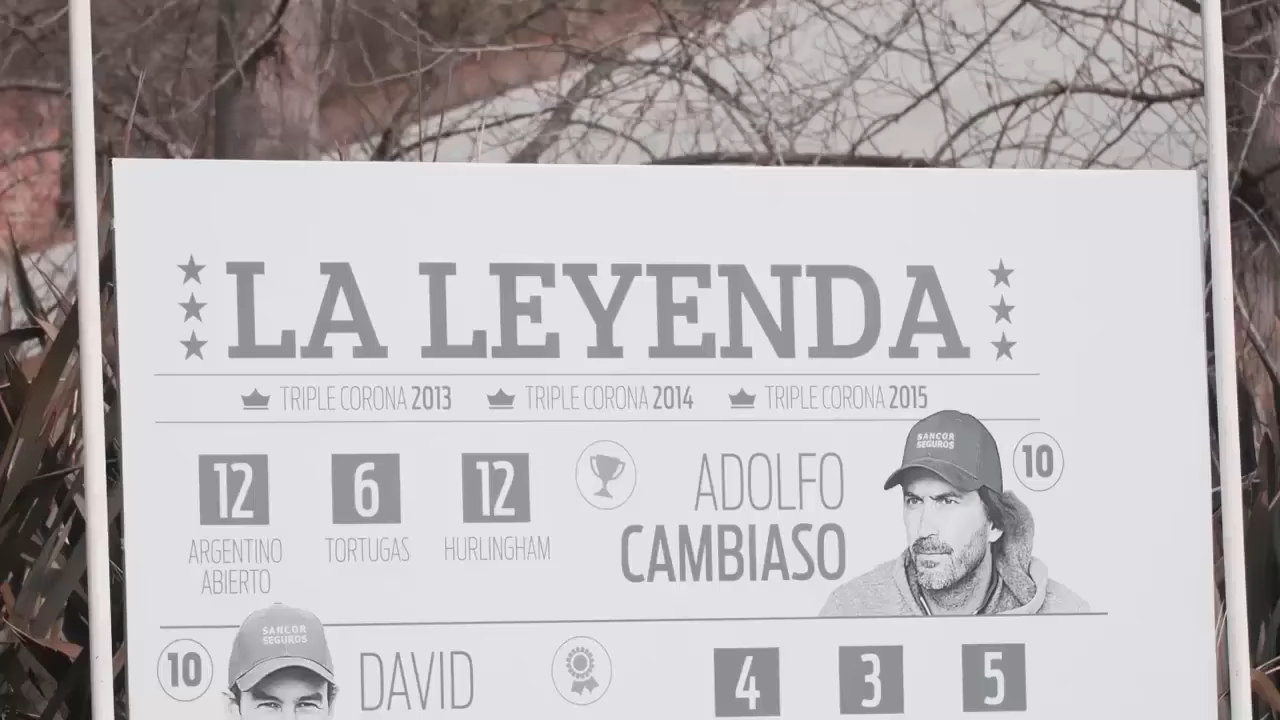 LA LEYENDA
TRIPLE CORONA 2013 TRIPLE CORONA 2014 TRIPLE CORONA 2015
12 6 12
ARGENTINO ABIERTO
TORTUGAS
HURLINGHAM
ADOLFO
CAMBIASO
SANCOR
SEGUROS
10
10
SANCOR
SEGUROS
DAVID
4 3 5